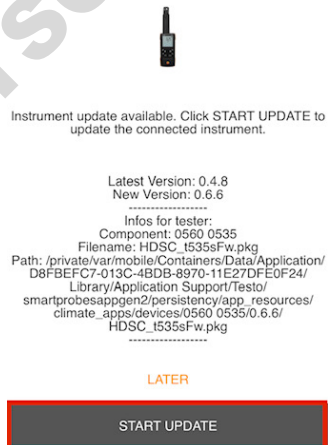 Instrument update available. Click START UPDATE to
update the connected instrument.
Latest Version: 0.4.8
New Version: 0.6.6
------------------
Infos for tester:
Component: 0560 0535
Filename: HDSC_t535sFw.pkg
Path: /private/var/mobile/Containers/Data/Application/
D8FBEFC7-013C-4BDB-8970-11E27DFE0F24/
Library/Application Support/Testo/
smartprobesappgen2/persistency/app_resources/
climate_apps/devices/0560 0535/0.6.6/
HDSC_t535sFw.pkg
------------------
LATER
START UPDATE